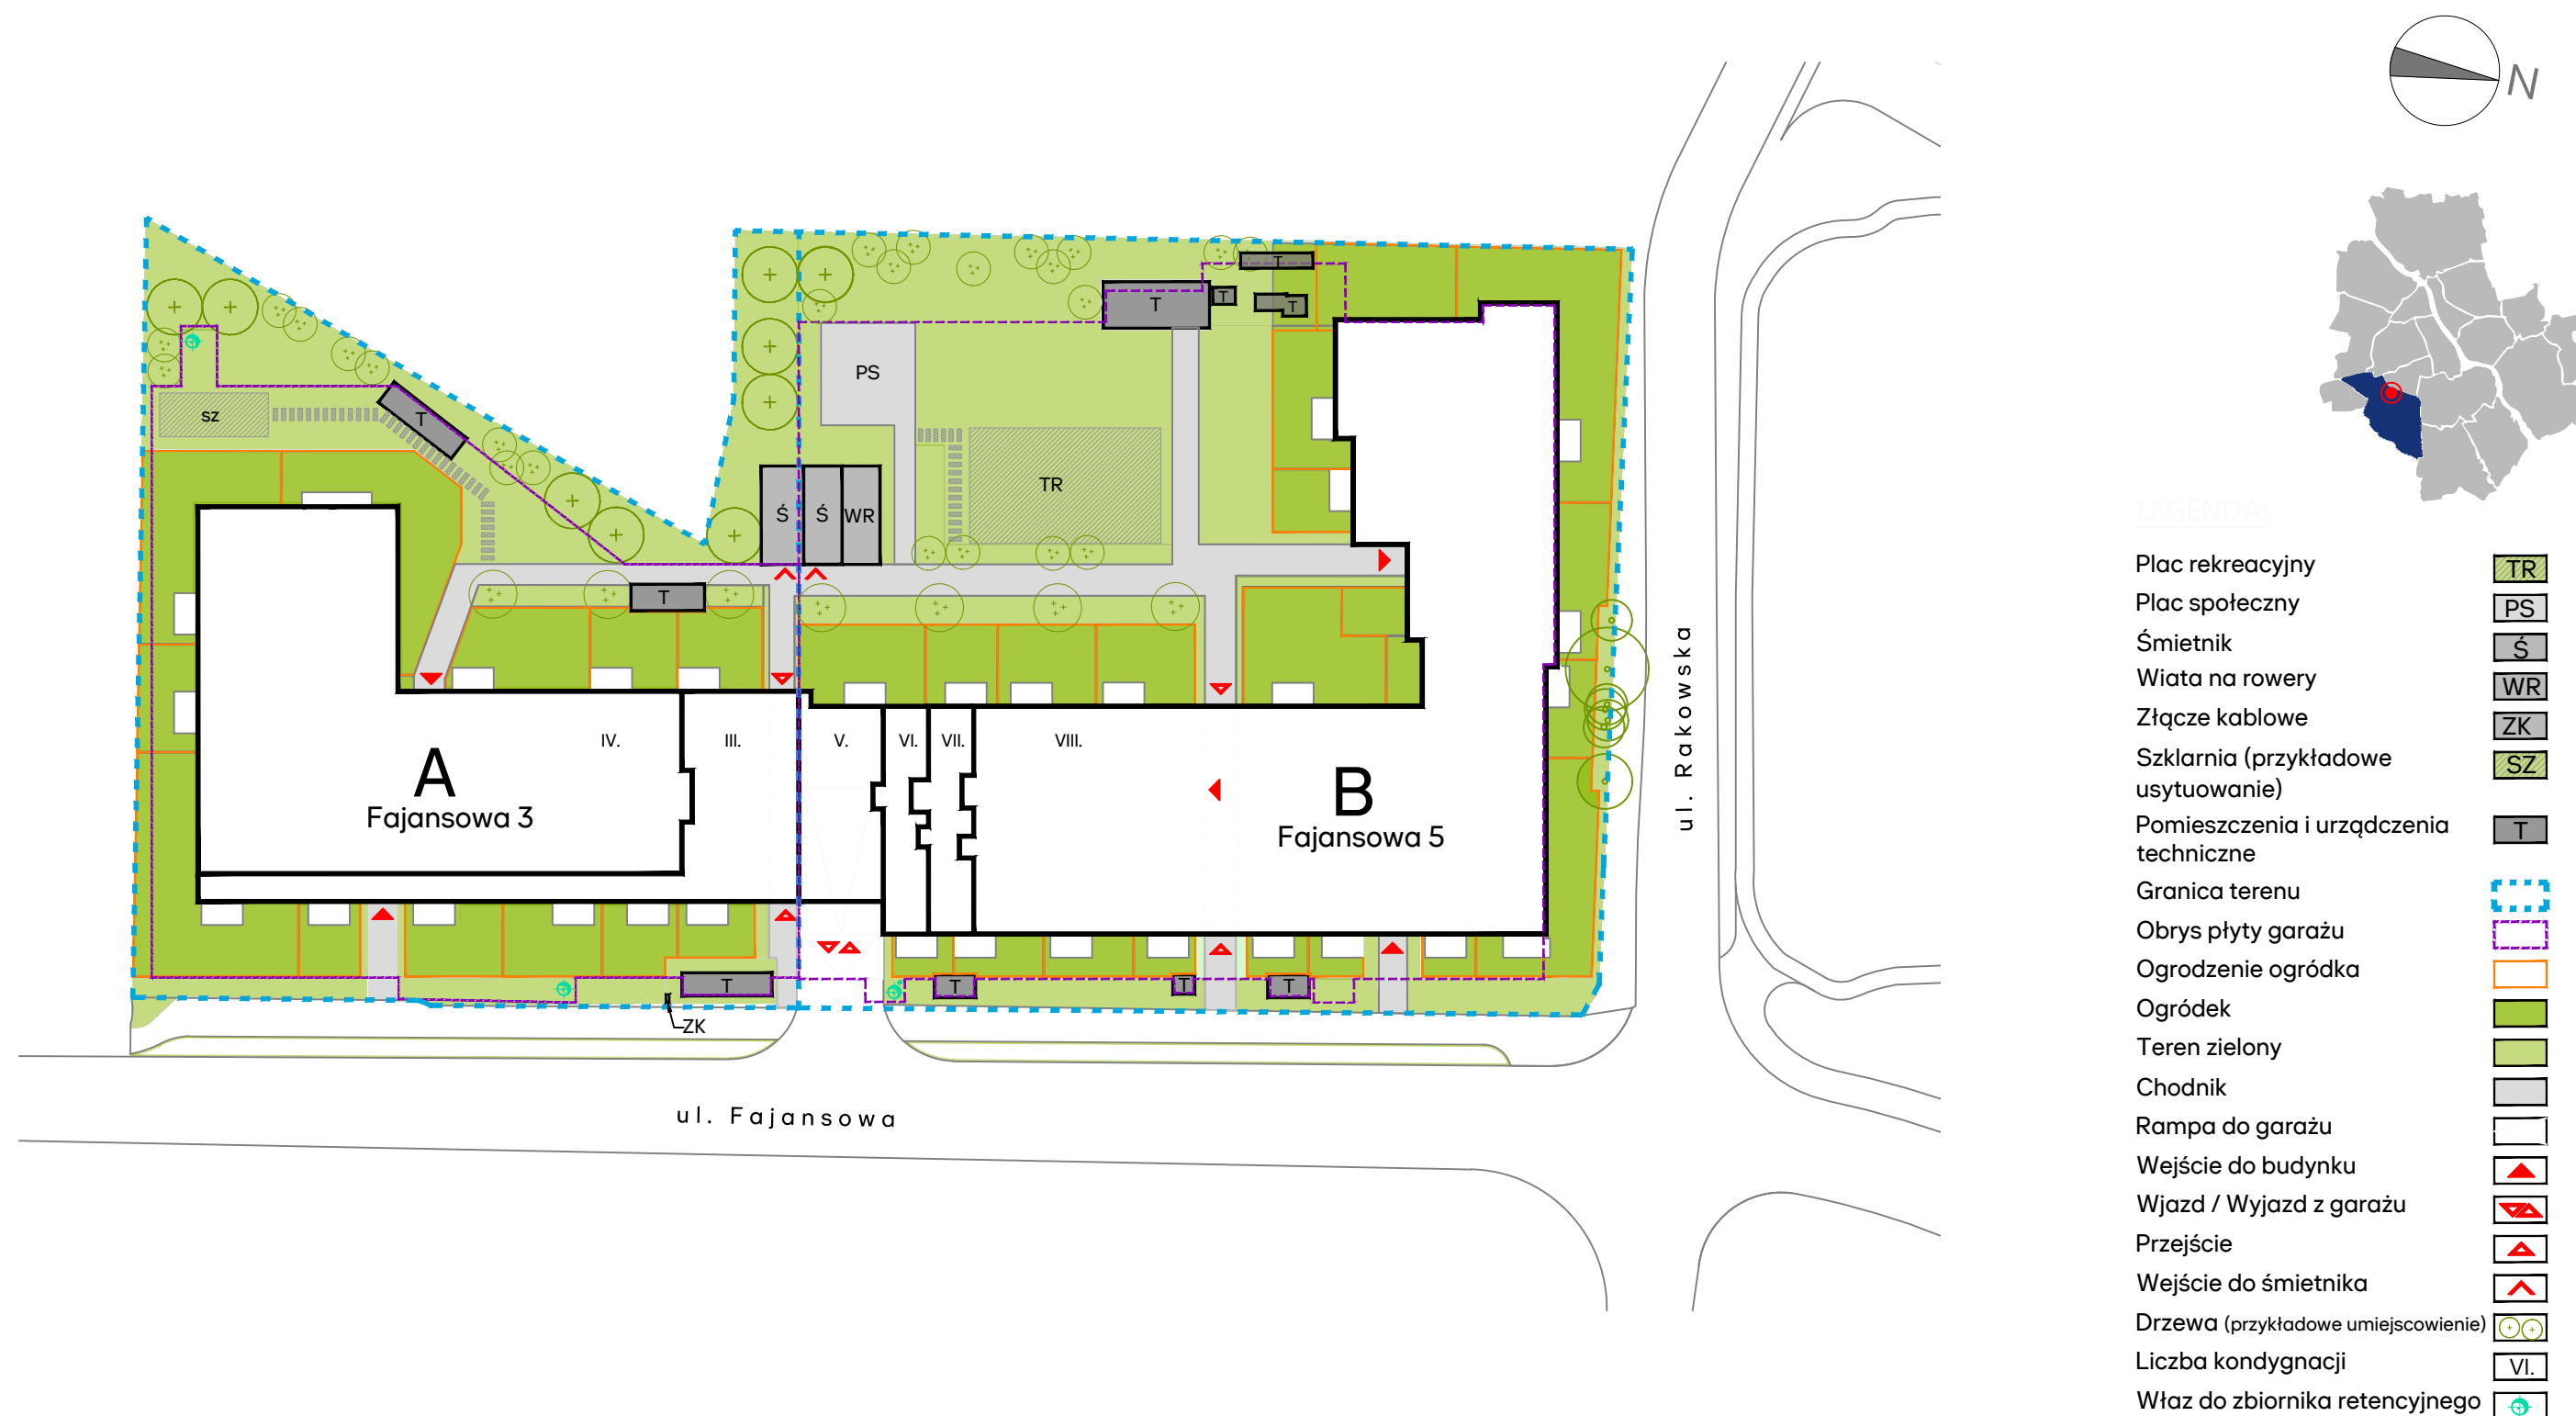 N
T
T
T
T
PS
SZ
T
TR
Ś
Ś
WR
T
IV.
III.
V.
VI.
VII.
VIII.
A
Fajansowa 3
B
Fajansowa 5
ul. Rakowska
T
T
T
T
ZK
ul. Fajansowa
LEGENDA:
Plac rekreacyjny TR
Plac społeczny PS
Śmietnik Ś
Wiata na rowery WR
Złącze kablowe ZK
Szklarnia (przykładowe SZ
usytuowanie)
Pomieszczenia i urządczenia T
techniczne
Granica terenu
Obrys płyty garażu
Ogrodzenie ogródka
Ogródek
Teren zielony
Chodnik
Rampa do garażu
Wejście do budynku
Wjazd / Wyjazd z garażu
Przejście
Wejście do śmietnika
Drzewa (przykładowe umiejscowienie)
Liczba kondygnacji VI.
Właz do zbiornika retencyjnego